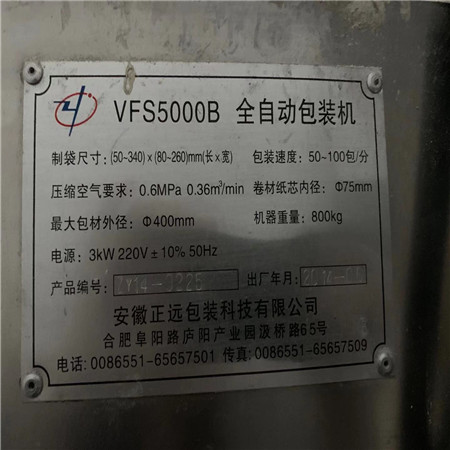 VFS5000B 全自动包装机
制袋尺寸：(50~340)x(80~260)mm(长x宽) 包装速度：50~100包/分
压缩空气要求：0.6MPa 0.36m³/min 卷材纸芯内径：Φ75mm
最大包材外径：Φ400mm 机器重量：800kg
电源：3kW 220V±10% 50Hz
产品编号： 出厂年月：
安徽正远包装科技有限公司
合肥阜阳路庐阳产业园汲桥路65号
电话：0086551-65657501 传真：0086551-65657509